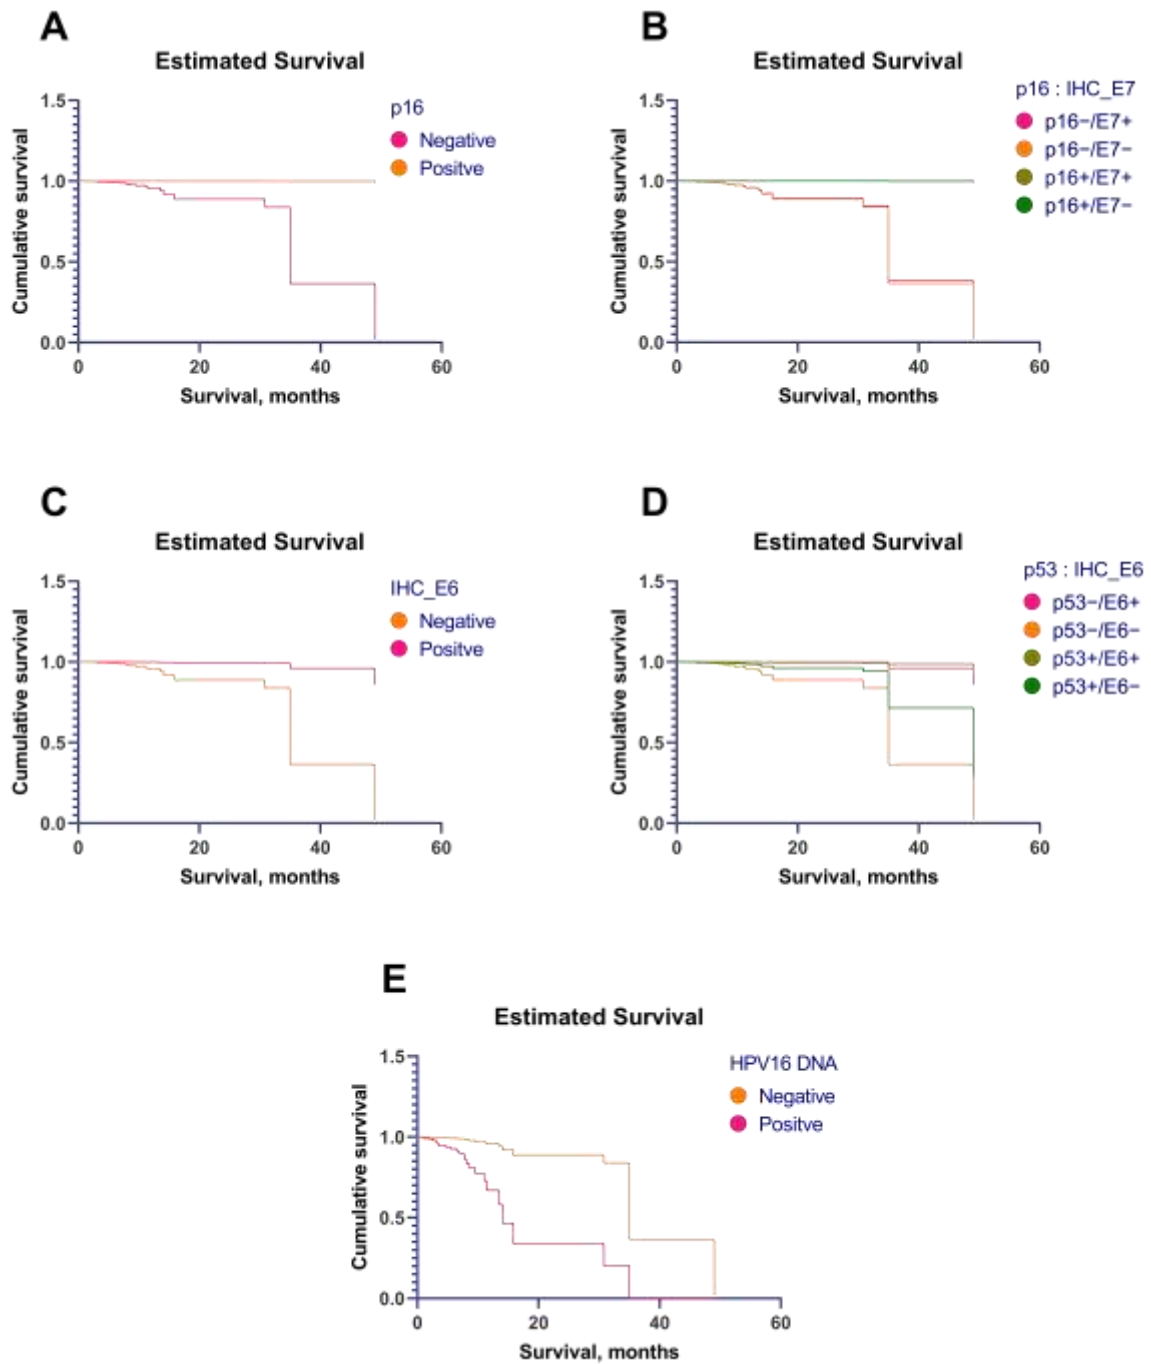 A
Estimated Survival
1.5
1.0
0.5
0.0
0 20 40 60
Cumulative survival
Survival, months
p16
Negative
Positve
B
Estimated Survival
1.5
1.0
0.5
0.0
0 20 40 60
Cumulative survival
Survival, months
p16 : IHC_E7
p16−/E7+
p16−/E7−
p16+/E7+
p16+/E7−
C
Estimated Survival
1.5
1.0
0.5
0.0
0 20 40 60
Cumulative survival
Survival, months
IHC_E6
Negative
Positve
D
Estimated Survival
1.5
1.0
0.5
0.0
0 20 40 60
Cumulative survival
Survival, months
p53 : IHC_E6
p53−/E6+
p53−/E6−
p53+/E6+
p53+/E6−
E
Estimated Survival
1.5
1.0
0.5
0.0
0 20 40 60
Cumulative survival
Survival, months
HPV16 DNA
Negative
Positve